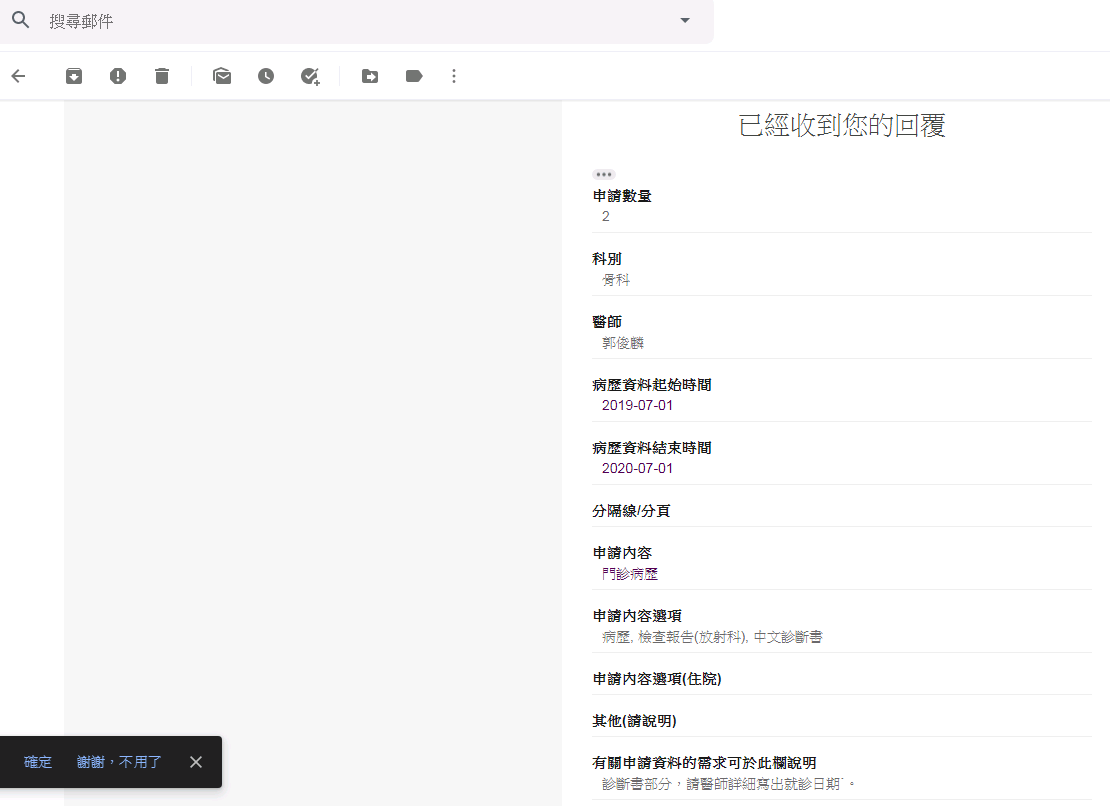 搜尋郵件
已經收到您的回覆
申請數量
2
科別
骨科
醫師
郭俊麟
病歷資料起始時間
2019-07-01
病歷資料結束時間
2020-07-01
分隔線/分頁
申請內容
門診病歷
申請內容選項
病歷, 檢查報告(放射科), 中文診斷書
申請內容選項(住院)
其他(請說明)
有關申請資料的需求可於此欄說明
診斷書部分，請醫師詳細寫出就診日期ˋ。
確定 謝謝，不用了